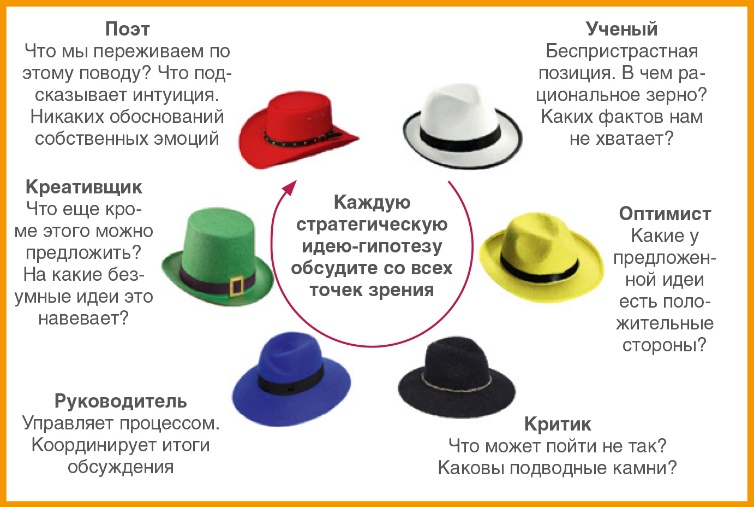 Поэт
Что мы переживаем по
этому поводу? Что под-
сказывает интуиция.
Никаких обоснований
собственных эмоций
Ученый
Беспристрастная
позиция. В чем ра-
циональное зерно?
Каких фактов нам
не хватает?
Креативщик
Что еще кро-
ме этого можно
предложить?
На какие без-
умные идеи это
навевает?
Каждую
стратегическую
идею-гипотезу
обсудите со всех
точек зрения
Оптимист
Какие у
предложен-
ной идеи
есть поло-
жительные
стороны?
Руководитель
Управляет процессом.
Координирует итоги
обсуждения
Критик
Что может пойти не так?
Каковы подводные камни?